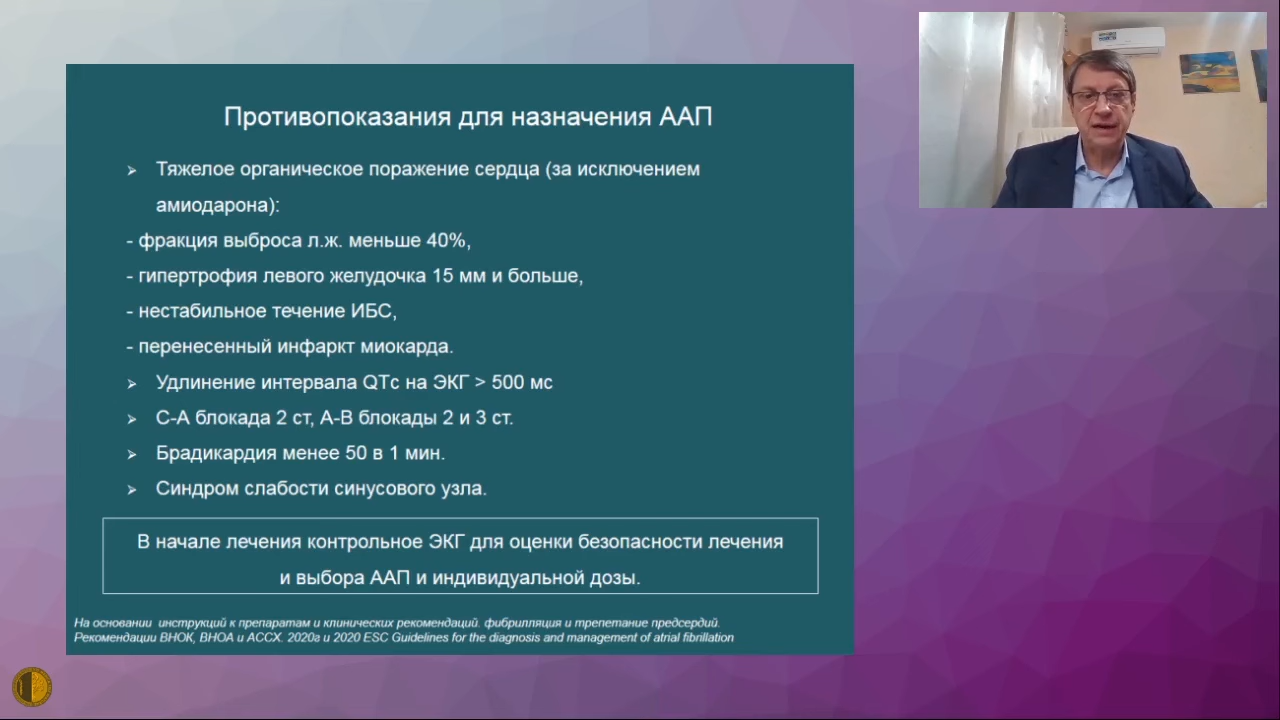 Противопоказания для назначения ААП
➢ Тяжелое органическое поражение сердца (за исключением
амиодарона):
- фракция выброса л.ж. меньше 40%,
- гипертрофия левого желудочка 15 мм и больше,
- нестабильное течение ИБС,
- перенесенный инфаркт миокарда.
➢ Удлинение интервала QTc на ЭКГ > 500 мс
➢ С-А блокада 2 ст, А-В блокады 2 и 3 ст.
➢ Брадикардия менее 50 в 1 мин.
➢ Синдром слабости синусового узла.
В начале лечения контрольное ЭКГ для оценки безопасности лечения
и выбора ААП и индивидуальной дозы.
На основании инструкций к препаратам и клинических рекомендаций. фибрилляция и трепетание предсердий.
Рекомендации ВНОК, ВНОА и АССХ. 2020г и 2020 ESC Guidelines for the diagnosis and management of atrial fibrillation